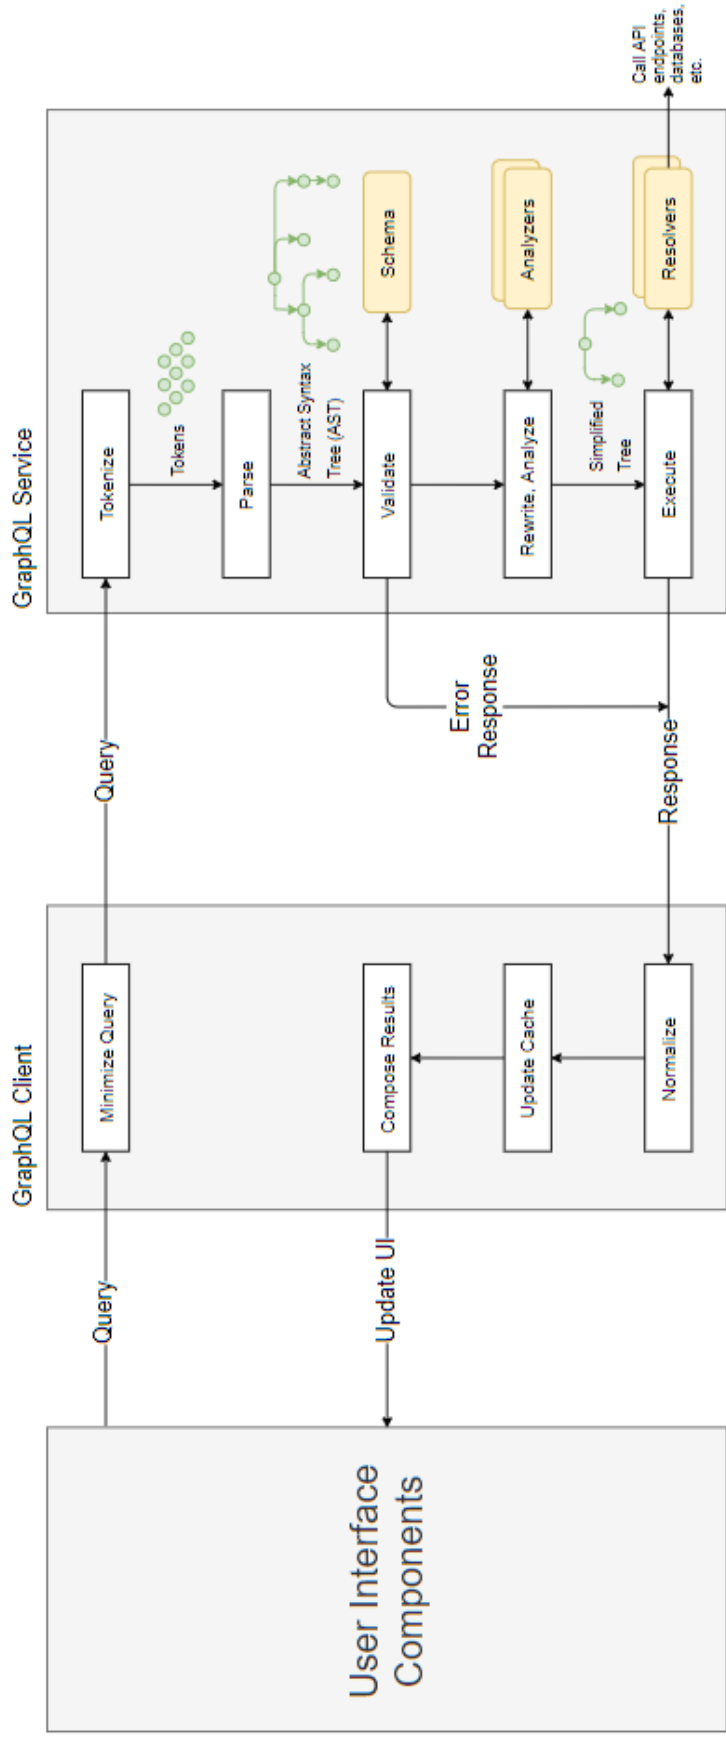 User Interface
Components
Query
Update UI
GraphQL Client
Minimize Query
Compose Results
Update Cache
Normalize
Query
Error
Response
Response
GraphQL Service
Tokenize
Tokens
Parse
Abstract Syntax
Tree (AST)
Validate
Schema
Rewrite, Analyze
Analyzers
Simplified
Tree
Execute
Resolvers
Call API
endpoints,
databases,
etc.